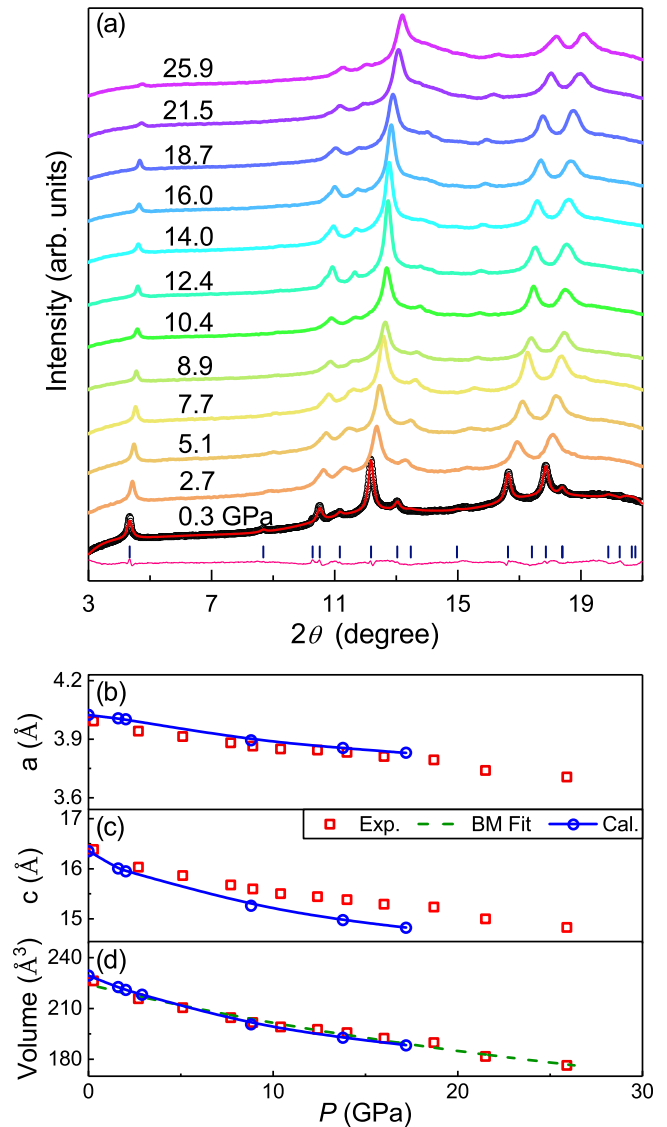 (a)
25.9
21.5
18.7
16.0
14.0
12.4
10.4
8.9
7.7
5.1
2.7
0.3 GPa
Intensity (arb. units)
3 7 11 15 19
2θ (degree)
(b)
4.2
3.9
3.6
a (Å)
(c)
Exp. BM Fit Cal.
17
16
15
c (Å)
(d)
240
210
180
Volume (Å³)
0 10 20 30
P (GPa)